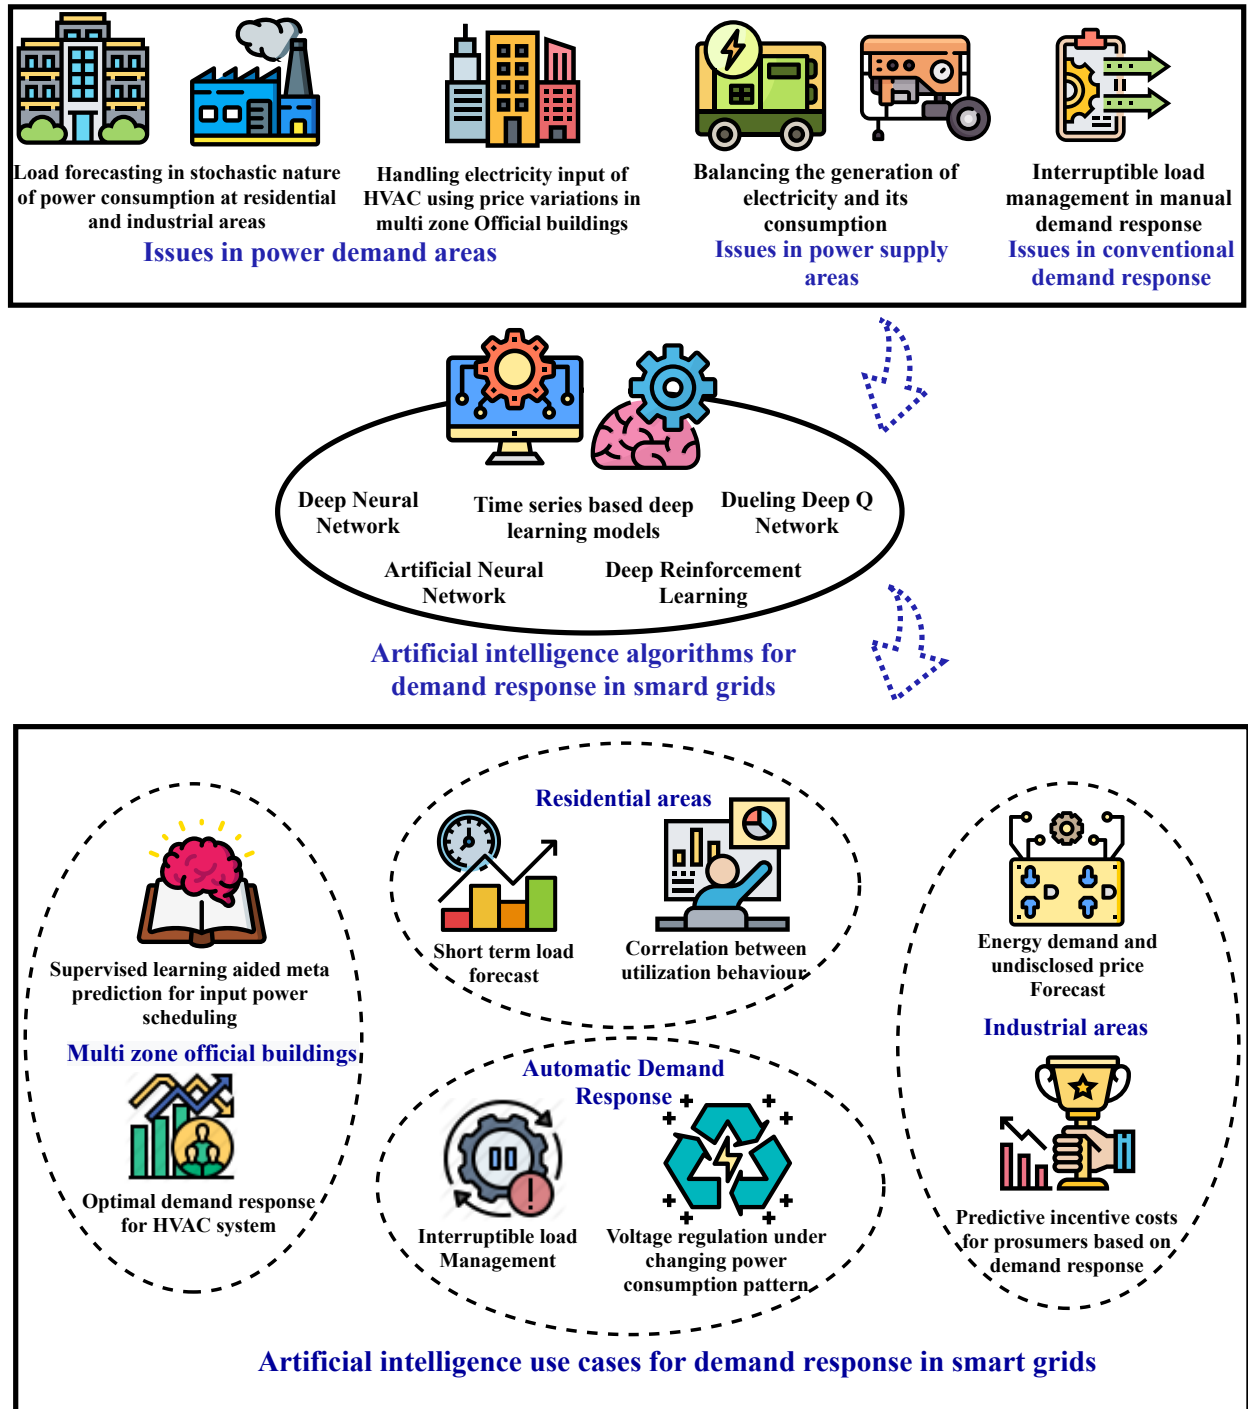 Load forecasting in stochastic nature
of power consumption at residential
and industrial areas
Handling electricity input of
HVAC using price variations in
multi zone Official buildings
Issues in power demand areas
Balancing the generation of
electricity and its
consumption
Issues in power supply
areas
Interruptible load
management in manual
demand response
Issues in conventional
demand response
Deep Neural
Network
Time series based deep
learning models
Dueling Deep Q
Network
Artificial Neural
Network
Deep Reinforcement
Learning
Artificial intelligence algorithms for
demand response in smard grids
Supervised learning aided meta
prediction for input power
scheduling
Multi zone official buildings
Optimal demand response
for HVAC system
Residential areas
Short term load
forecast
Correlation between
utilization behaviour
Automatic Demand
Response
Interruptible load
Management
Voltage regulation under
changing power
consumption pattern
Energy demand and
undisclosed price
Forecast
Industrial areas
Predictive incentive costs
for prosumers based on
demand response
Artificial intelligence use cases for demand response in smart grids